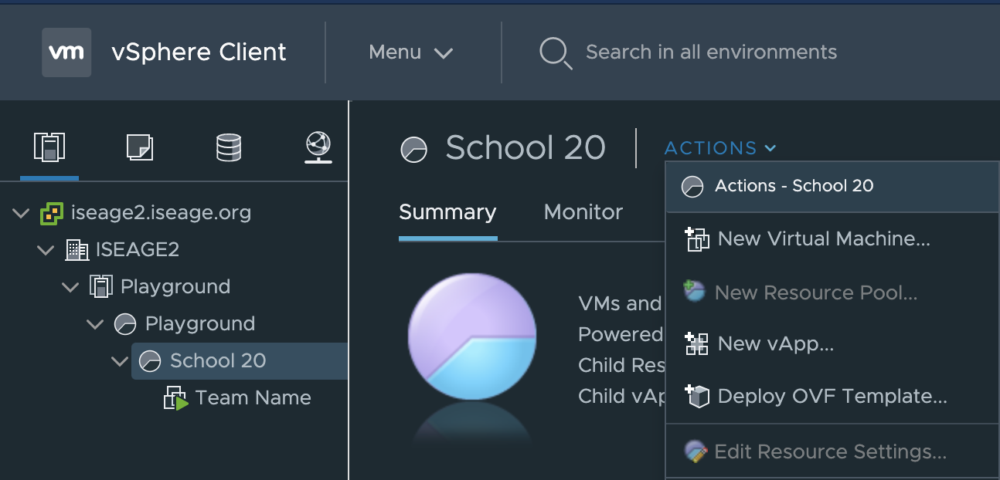 vm vSphere Client Menu Search in all environments
School 20 ACTIONS
Actions - School 20
Summary Monitor
iseage2.iseage.org
ISEAGE2
Playground
Playground
School 20
Team Name
VMs and
Powered
Child Res
Child vAp
New Virtual Machine...
New Resource Pool...
New vApp...
Deploy OVF Template...
Edit Resource Settings...